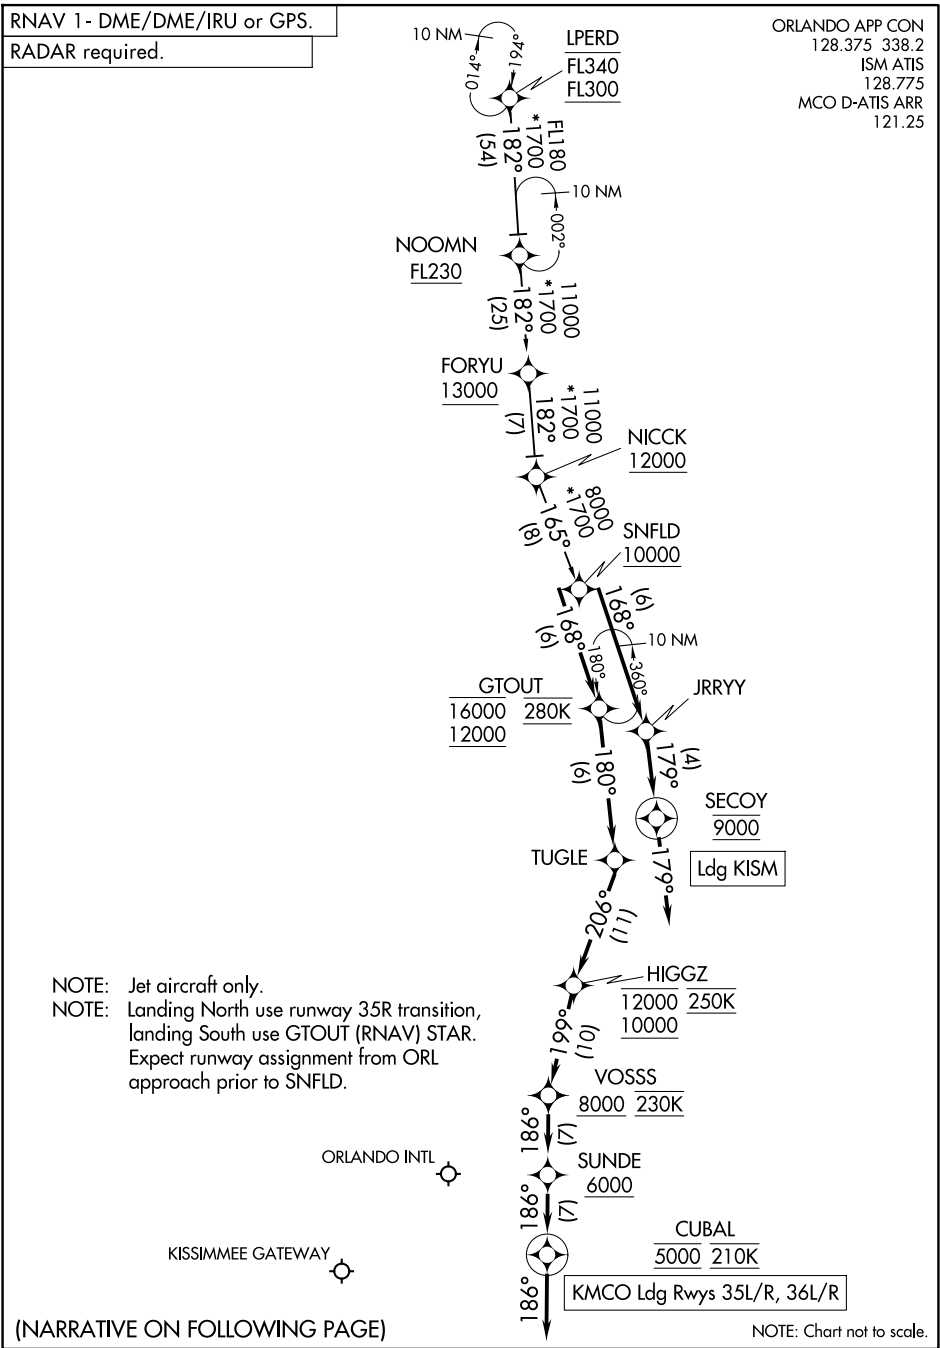 RNAV 1- DME/DME/IRU or GPS.
RADAR required.
ORLANDO APP CON
128.375 338.2
ISM ATIS
128.775
MCO D-ATIS ARR
121.25
10 NM
014°
194°
LPERD
FL340
FL300
FL180
*1700
182°
(54)
10 NM
002°
NOOMN
FL230
11000
*1700
182°
(25)
FORYU
13000
11000
*1700
182°
(7)
NICCK
12000
8000
*1700
165°
(8)
SNFLD
10000
168°
(6)
168°
(6)
10 NM
180°
360°
GTOUT
16000 280K
12000
JRRYY
180°
(6)
179°
(4)
SECOY
9000
179°
Ldg KISM
TUGLE
206°
(11)
HIGGZ
12000 250K
10000
NOTE: Jet aircraft only.
NOTE: Landing North use runway 35R transition,
landing South use GTOUT (RNAV) STAR.
Expect runway assignment from ORL
approach prior to SNFLD.
199°
(10)
VOSSS
8000 230K
186°
(7)
ORLANDO INTL
SUNDE
6000
186°
(7)
KISSIMMEE GATEWAY
CUBAL
5000 210K
186°
KMCO Ldg Rwys 35L/R, 36L/R
(NARRATIVE ON FOLLOWING PAGE)
NOTE: Chart not to scale.